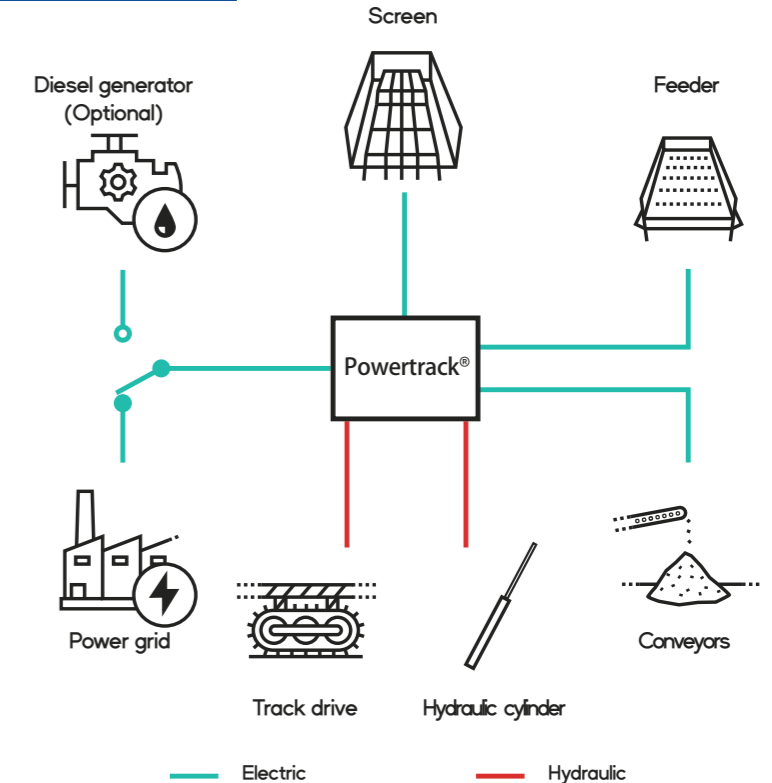 Screen
Diesel generator
(Optional)
Feeder
Powertrack®
Power grid
Conveyors
Track drive
Hydraulic cylinder
Electric
Hydraulic